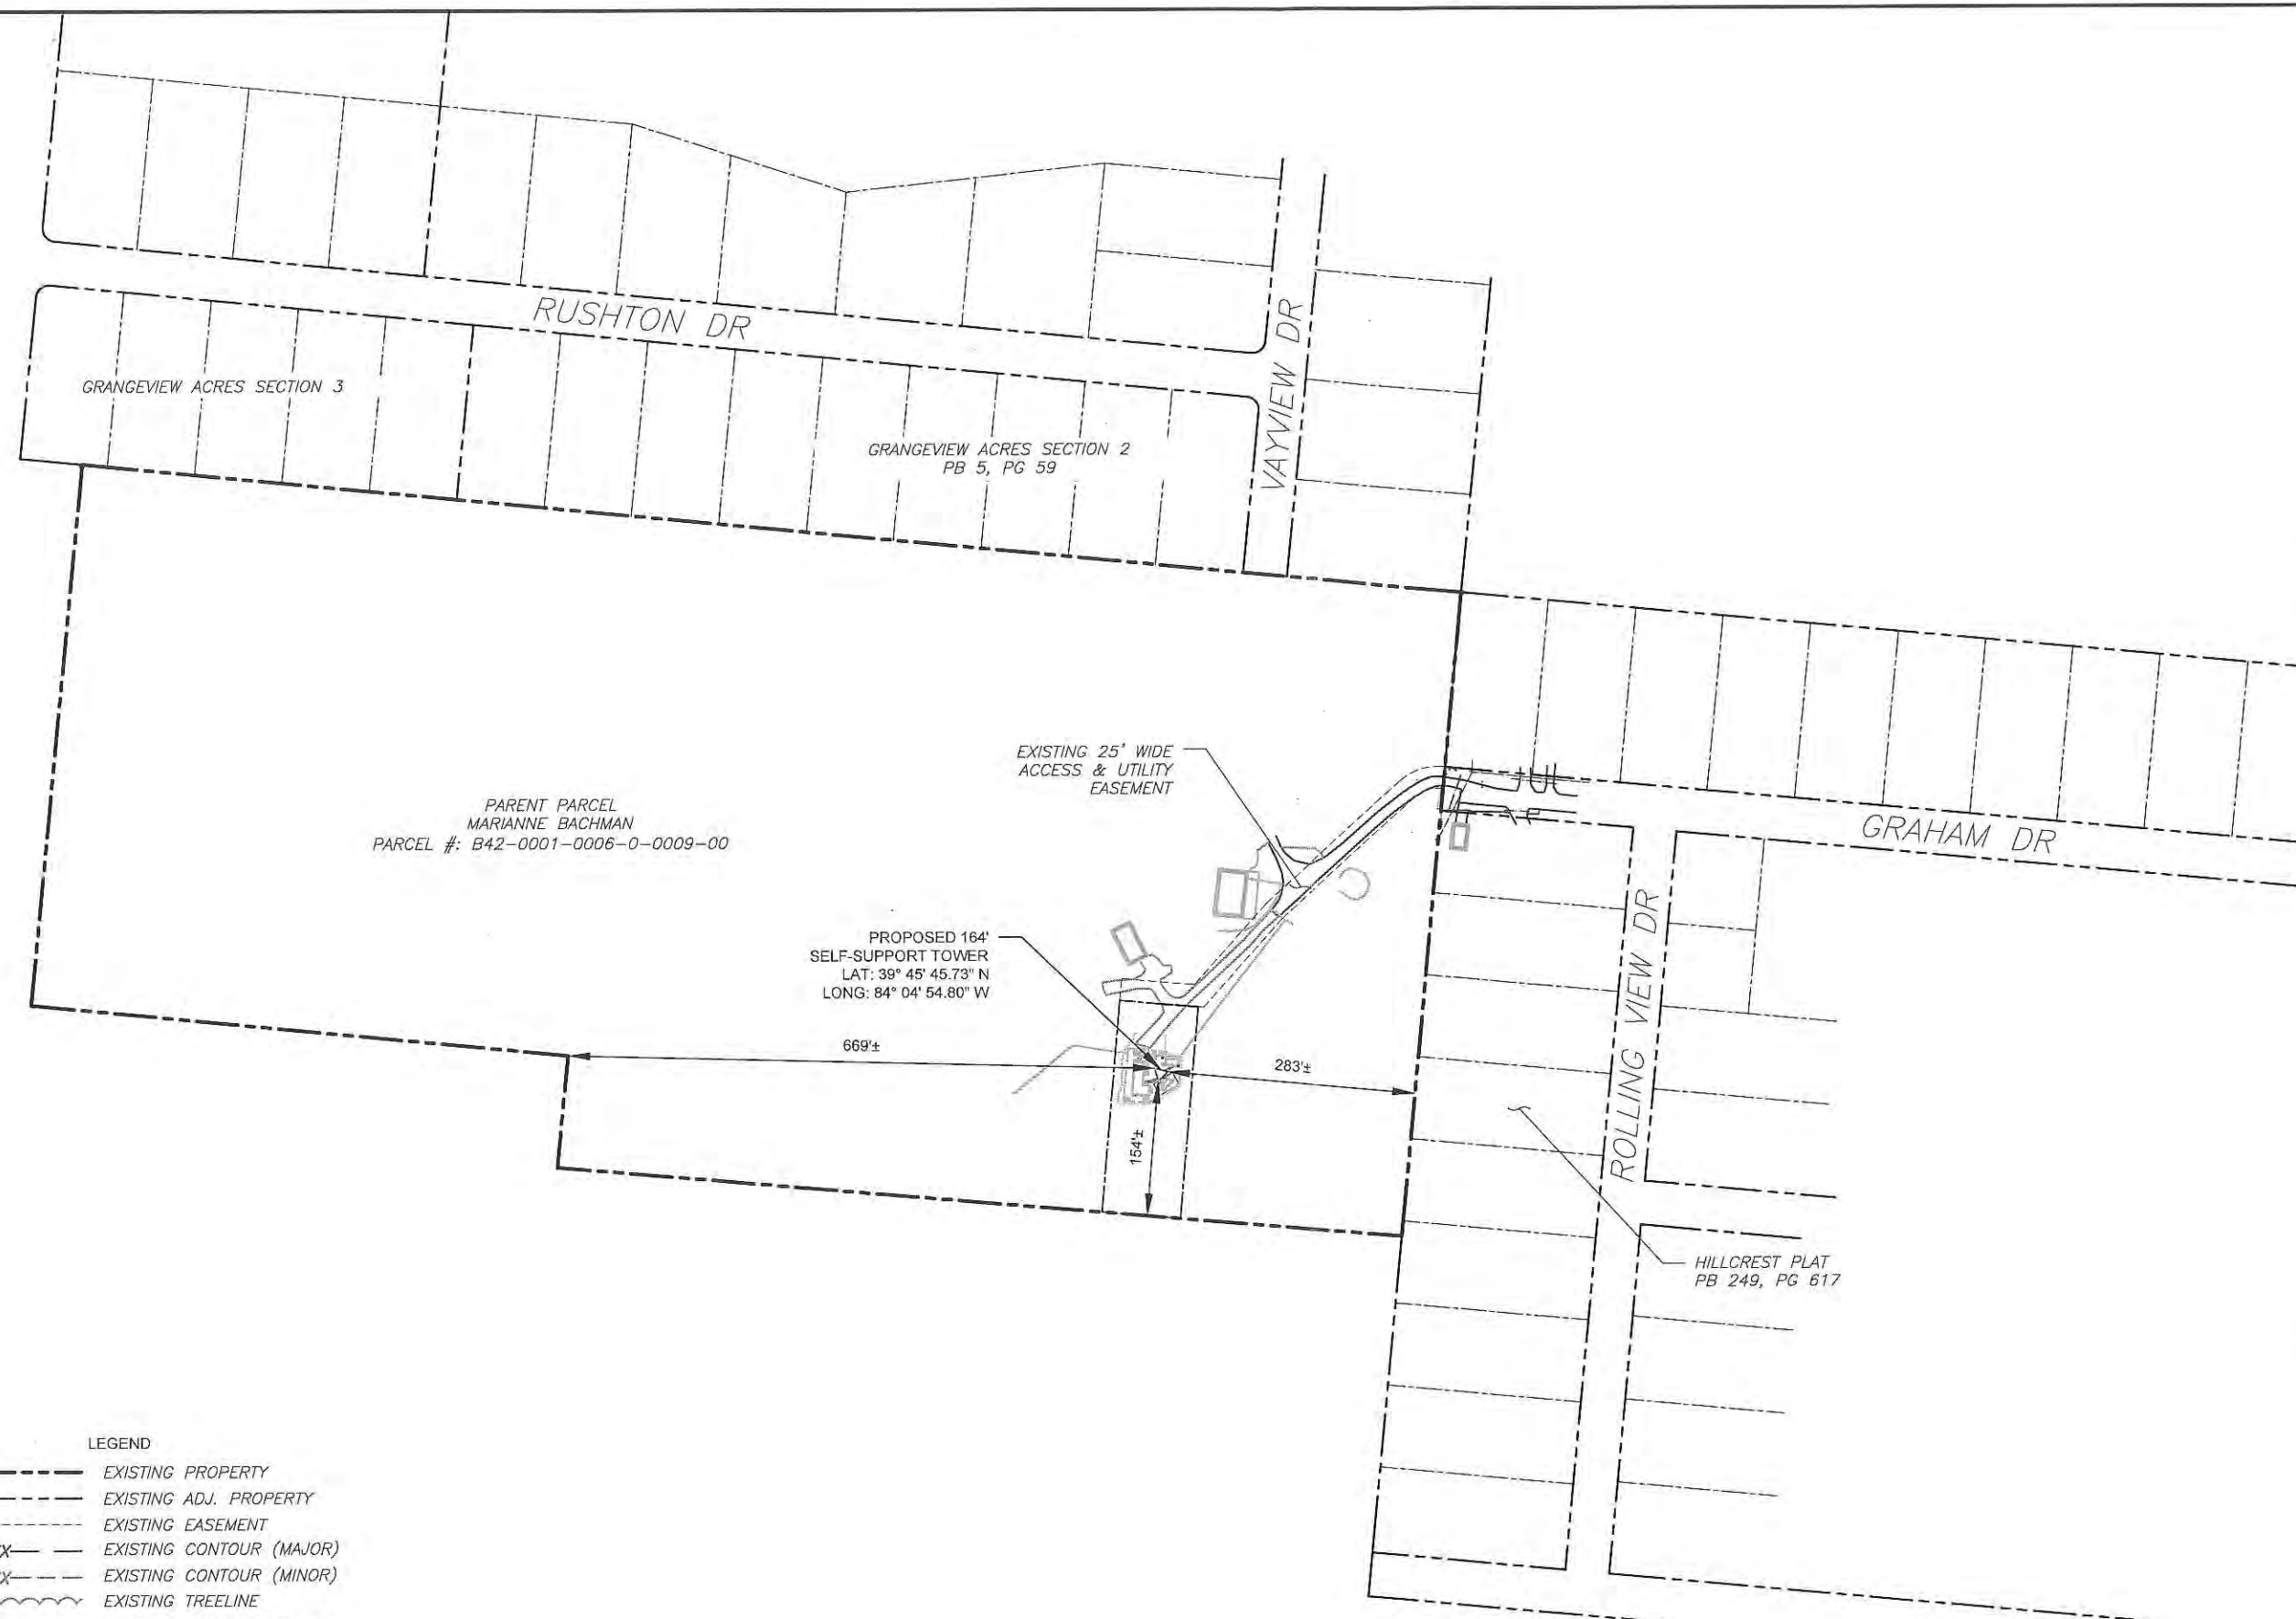 RUSHTON DR
VAYVIEW DR
GRANGEVIEW ACRES SECTION 3
GRANGEVIEW ACRES SECTION 2
PB 5, PG 59
EXISTING 25' WIDE
ACCESS & UTILITY
EASEMENT
PARENT PARCEL
MARIANNE BACHMAN
PARCEL #: B42-0001-0006-0-0009-00
GRAHAM DR
ROLLING VIEW DR
PROPOSED 164'
SELF-SUPPORT TOWER
LAT: 39° 45' 45.73" N
LONG: 84° 04' 54.80" W
669'±
283'±
154'±
HILLCREST PLAT
PB 249, PG 617
LEGEND
EXISTING PROPERTY
EXISTING ADJ. PROPERTY
EXISTING EASEMENT
X EXISTING CONTOUR (MAJOR)
X EXISTING CONTOUR (MINOR)
EXISTING TREELINE